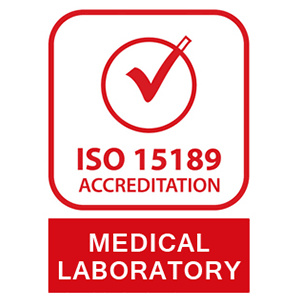 ISO 15189
ACCREDITATION
MEDICAL
LABORATORY